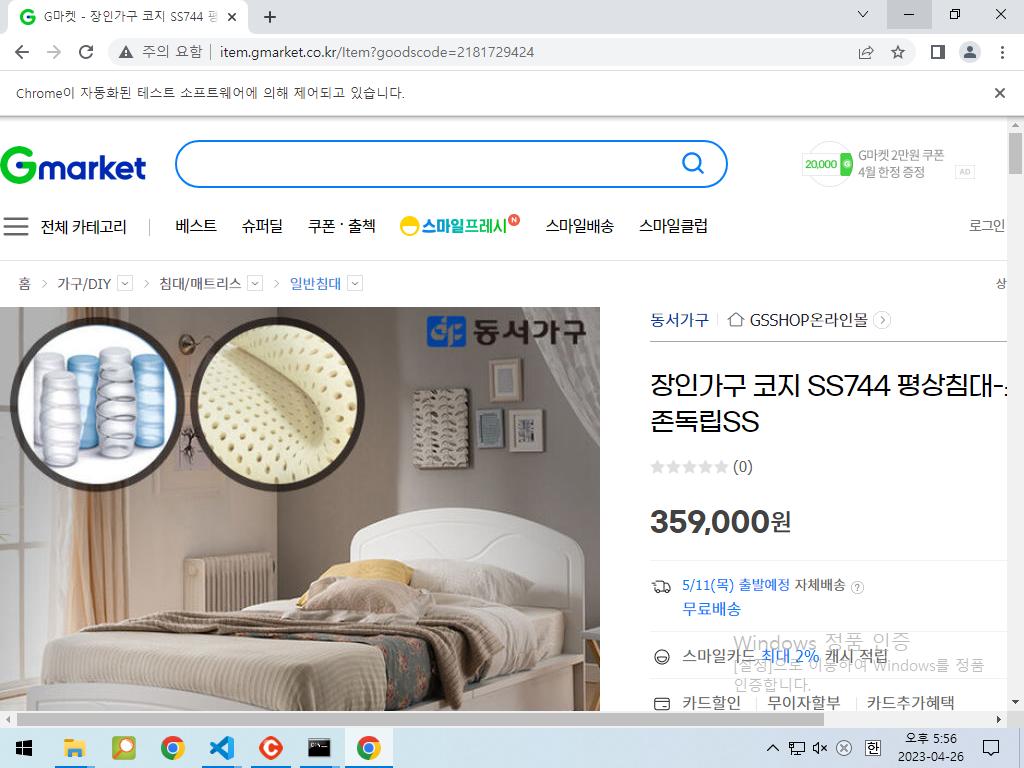 G마켓 - 장인가구 코지 SS744 평
주의 요함
item.gmarket.co.kr/Item?goodscode=2181729424
Chrome이 자동화된 테스트 소프트웨어에 의해 제어되고 있습니다.
Gmarket
20,000
G마켓 2만원 쿠폰
4월 한정 증정
AD
전체 카테고리
베스트
슈퍼딜
쿠폰·출첵
스마일프레시
N
스마일배송
스마일클럽
로그인
홈
가구/DIY
침대/매트리스
일반침대
상
동서가구
동서가구
GSSHOP온라인몰
장인가구 코지 SS744 평상침대-
존독립SS
(0)
359,000원
5/11(목) 출발예정 자체배송 ?
무료배송
스마일카드 최대 2% 캐시 적립
Windows 정품 인증
[설정]으로 이동하여 Windows를 정품
인증합니다.
카드할인
무이자할부
카드추가혜택
한
오후 5:56
2023-04-26